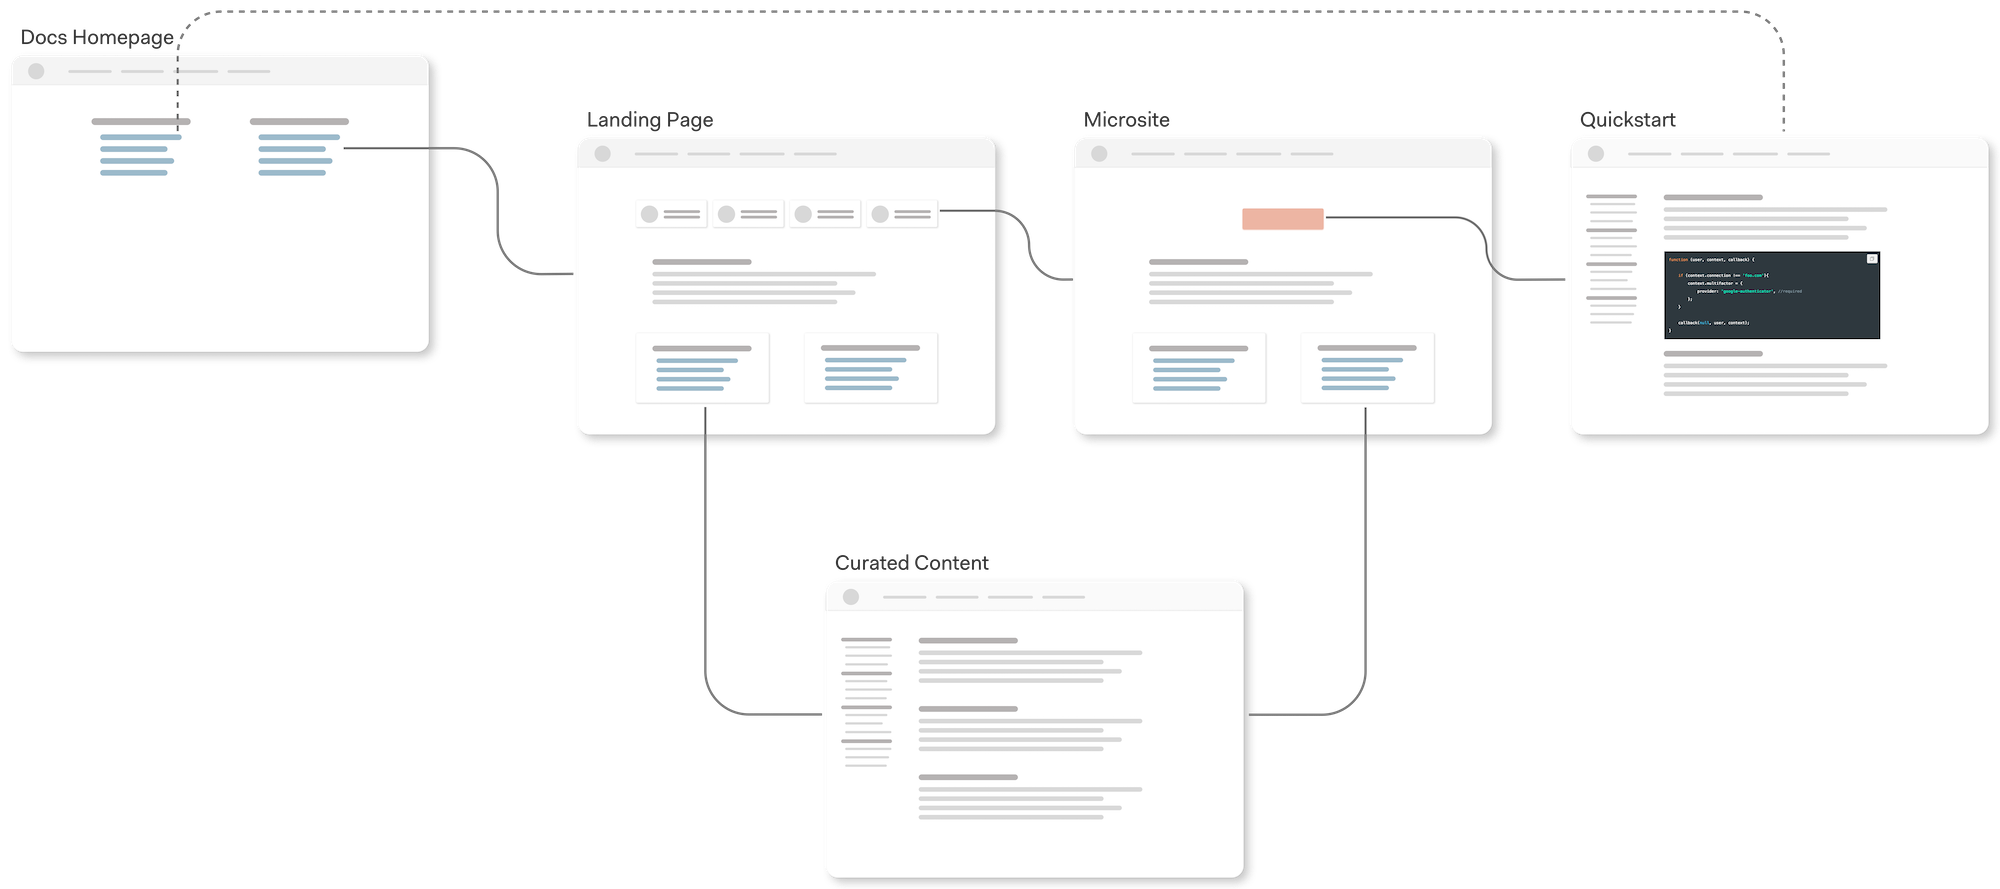 Docs Homepage
Landing Page
Microsite
Quickstart
function (user, context, callback) {
if (context.connection !== 'foo.com'){
context.multifactor = {
provider: 'google-authenticator', //required
};
}
callback(null, user, context);
}
Curated Content